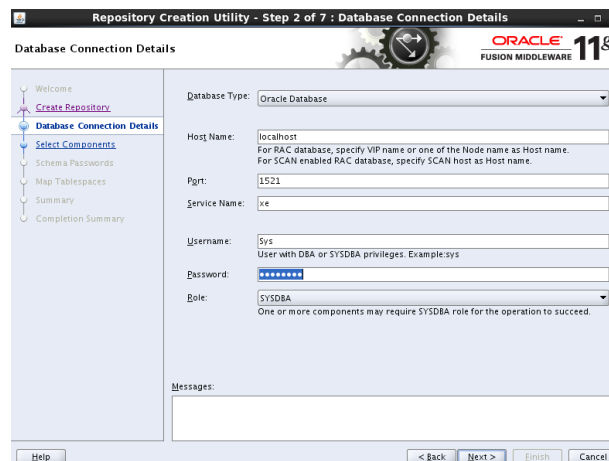 Repository Creation Utility - Step 2 of 7 : Database Connection Details
Database Connection Details
ORACLE
FUSION MIDDLEWARE
11g
Welcome
Create Repository
Database Connection Details
Select Components
Schema Passwords
Map Tablespaces
Summary
Completion Summary
Database Type: Oracle Database
Host Name: localhost
For RAC database, specify VIP name or one of the Node name as Host name.
For SCAN enabled RAC database, specify SCAN host as Host name.
Port: 1521
Service Name: xe
Username: Sys
User with DBA or SYSDBA privileges. Example:sys
Password: ••••••••
Role: SYSDBA
One or more components may require SYSDBA role for the operation to succeed.
Messages:
Help
< Back
Next >
Finish
Cancel